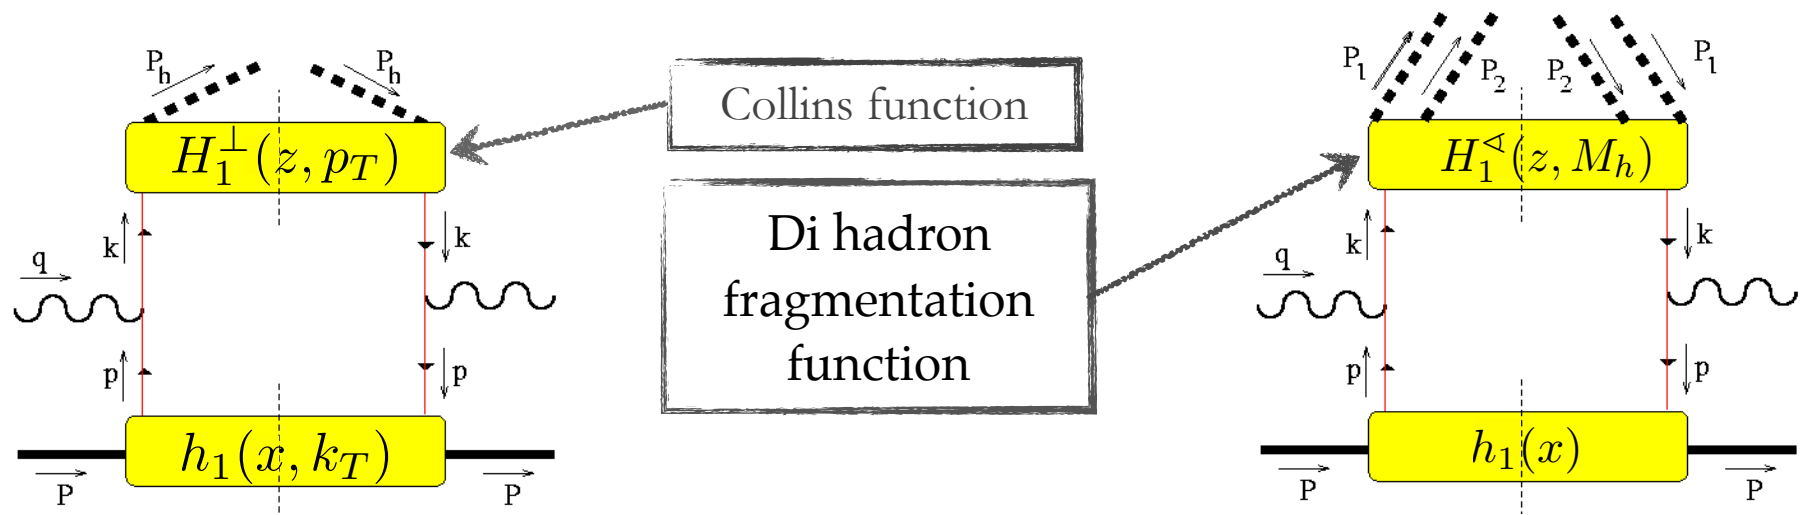 P_h P_h
H_1^⊥(z, p_T)
k k
q
p p
h_1(x, k_T)
P P
Collins function
Di hadron
fragmentation
function
P_1 P_2 P_2 P_1
H_1^∢(z, M_h)
k k
q
p p
h_1(x)
P P